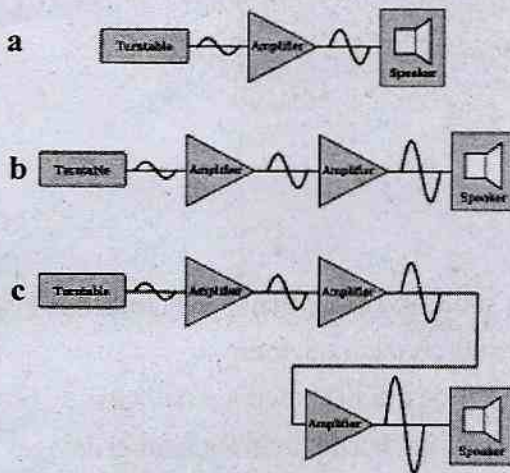 a
Turntable Amplifier Speaker
b
Turntable Amplifier Amplifier Speaker
c
Turntable Amplifier Amplifier
Amplifier Speaker